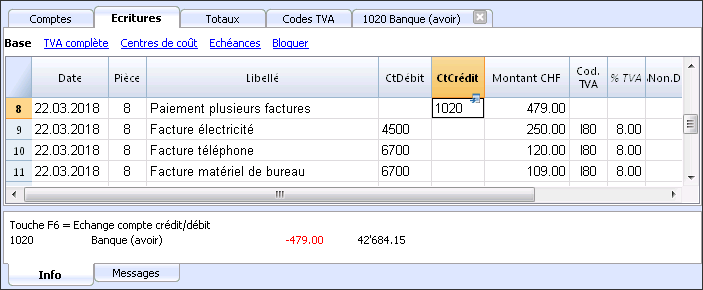 Comptes Ecritures Totaux Codes TVA 1020 Banque (avoir)
Base TVA complète Centres de coût Echéances Bloquer
Date Pièce Libellé CtDébit CtCrédit Montant CHF Cod. TVA % TVA Non.D
8 22.03.2018 8 Paiement plusieurs factures 1020 479.00
9 22.03.2018 8 Facture électricité 4500 250.00 I80 8.00
10 22.03.2018 8 Facture téléphone 6700 120.00 I80 8.00
11 22.03.2018 8 Facture matériel de bureau 6700 109.00 I80 8.00
Touche F6 = Echange compte crédit/débit
1020 Banque (avoir) -479.00 42'684.15
Info Messages